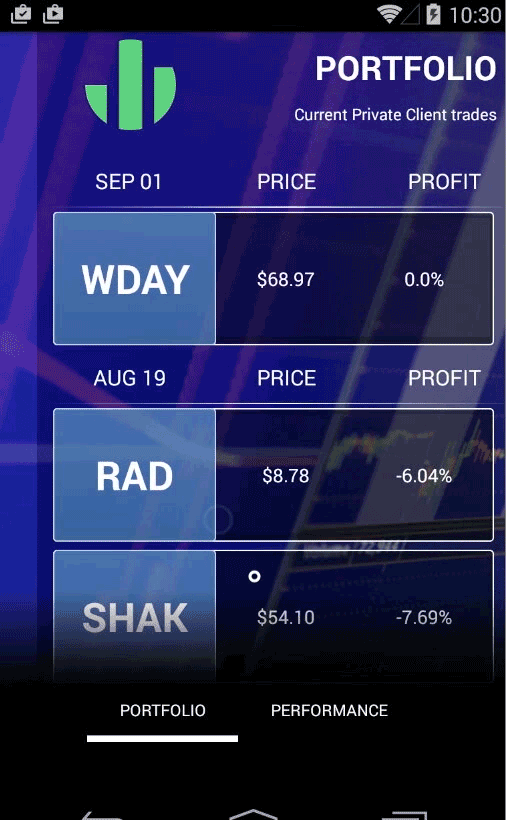 10:30
PORTFOLIO
Current Private Client trades
SEP 01 PRICE PROFIT
WDAY $68.97 0.0%
AUG 19 PRICE PROFIT
RAD $8.78 -6.04%
SHAK $54.10 -7.69%
PORTFOLIO PERFORMANCE